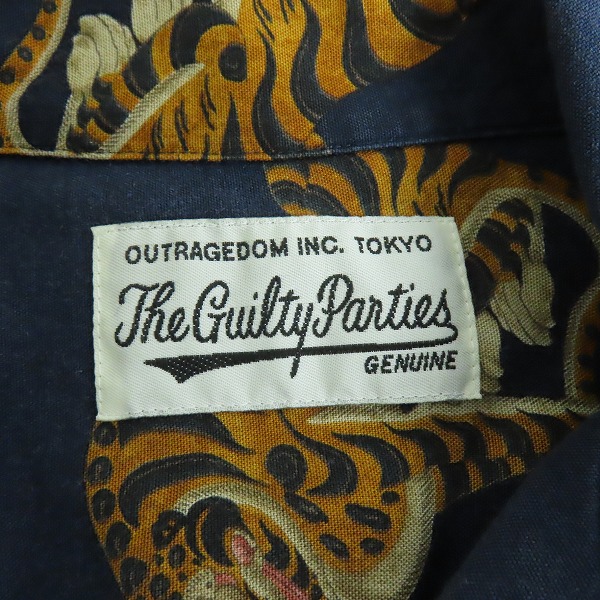 OUTRAGEDOM INC. TOKYO
The Guilty Parties
GENUINE